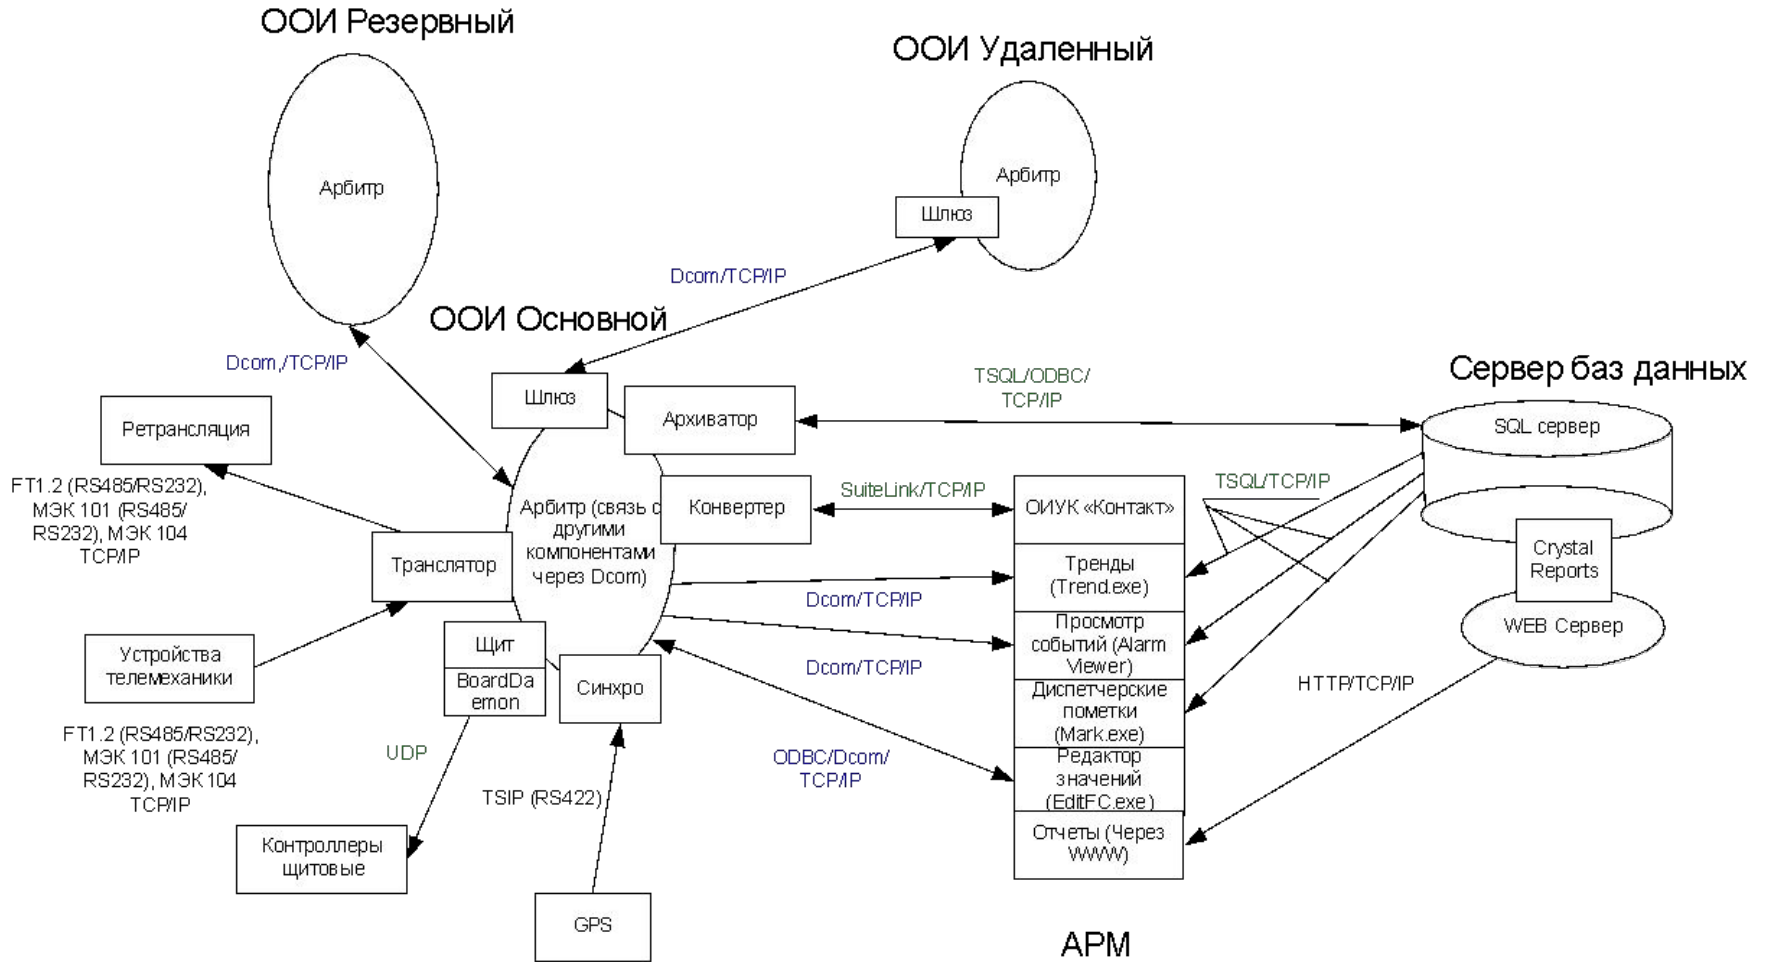 ООИ Резервный
ООИ Удаленный
Арбитр
Арбитр
Шлюз
Dcom/TCP/IP
ООИ Основной
Dcom,/TCP/IP
Шлюз
Архиватор
TSQL/ODBC/
TCP/IP
Сервер баз данных
SQL сервер
Ретрансляция
FT1.2 (RS485/RS232),
МЭК 101 (RS485/
RS232), МЭК 104
TCP/IP
Арбитр (связь с
другими
компонентами
через Dcom)
Конвертер
SuiteLink/TCP/IP
ОИУК «Контакт»
TSQL/TCP/IP
Транслятор
Тренды
(Trend.exe)
Dcom/TCP/IP
Crystal
Reports
WEB Сервер
Просмотр
событий (Alarm
Viewer)
Dcom/TCP/IP
Устройства
телемеханики
FT1.2 (RS485/RS232),
МЭК 101 (RS485/
RS232), МЭК 104
TCP/IP
Щит
BoardDa
emon
Синхро
Диспетчерские
пометки
(Mark.exe)
HTTP/TCP/IP
UDP
ODBC/Dcom/
TCP/IP
Редактор
значений
(EditFC.exe)
TSIP (RS422)
Отчеты (Через
WWW)
Контроллеры
щитовые
GPS
АРМ